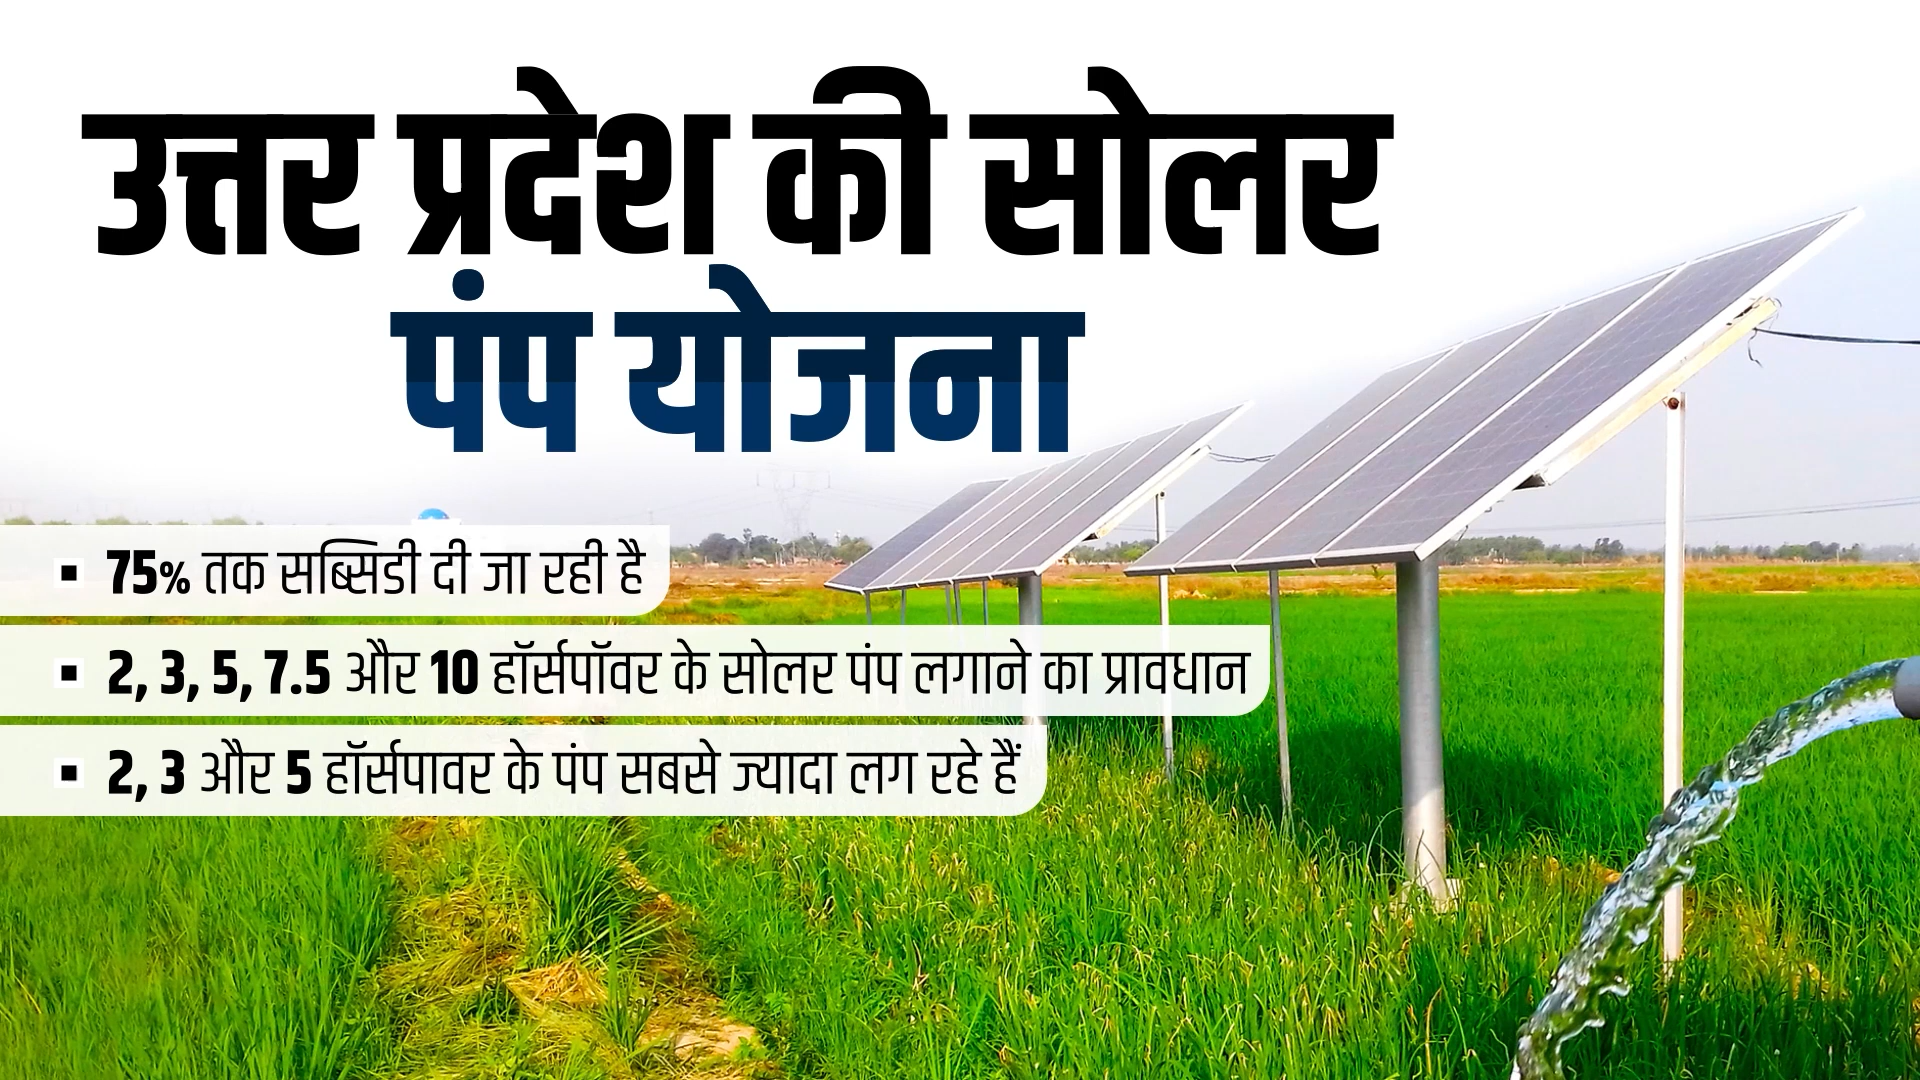 उत्तर प्रदेश की सोलर
पंप योजना
75% तक सब्सिडी दी जा रही है
2, 3, 5, 7.5 और 10 हॉर्सपॉवर के सोलर पंप लगाने का प्रावधान
2, 3 और 5 हॉर्सपावर के पंप सबसे ज्यादा लग रहे हैं